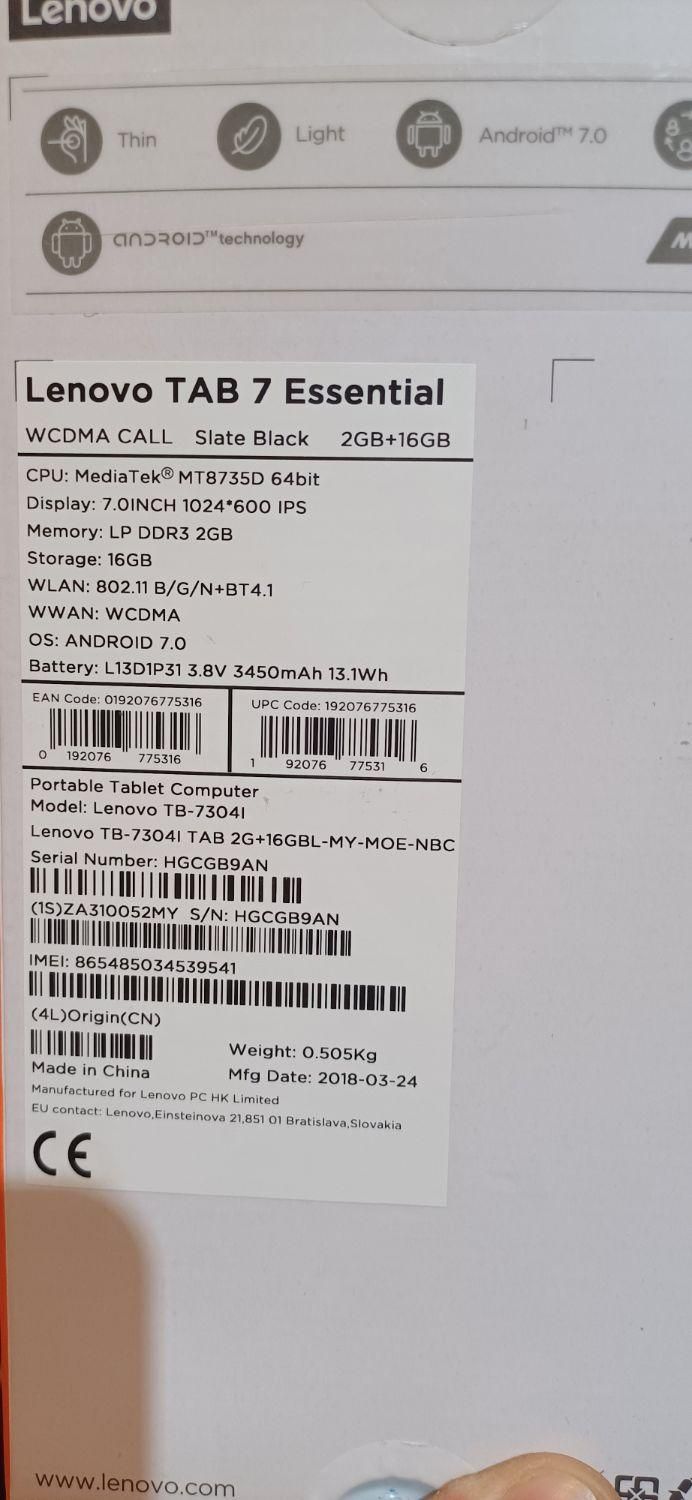 Lenovo
Thin Light Android™ 7.0
ANDROID™ technology
Lenovo TAB 7 Essential
WCDMA CALL Slate Black 2GB+16GB
CPU: MediaTek® MT8735D 64bit
Display: 7.0INCH 1024*600 IPS
Memory: LP DDR3 2GB
Storage: 16GB
WLAN: 802.11 B/G/N+BT4.1
WWAN: WCDMA
OS: ANDROID 7.0
Battery: L13D1P31 3.8V 3450mAh 13.1Wh
EAN Code: 0192076775316 UPC Code: 192076775316
0 192076 775316 1 92076 77531 6
Portable Tablet Computer
Model: Lenovo TB-7304I
Lenovo TB-7304I TAB 2G+16GBL-MY-MOE-NBC
Serial Number: HGCGB9AN
(1S)ZA310052MY S/N: HGCGB9AN
IMEI: 865485034539541
(4L)Origin(CN)
Weight: 0.505Kg
Made in China Mfg Date: 2018-03-24
Manufactured for Lenovo PC HK Limited
EU contact: Lenovo,Einsteinova 21,851 01 Bratislava,Slovakia
CE
www.lenovo.com